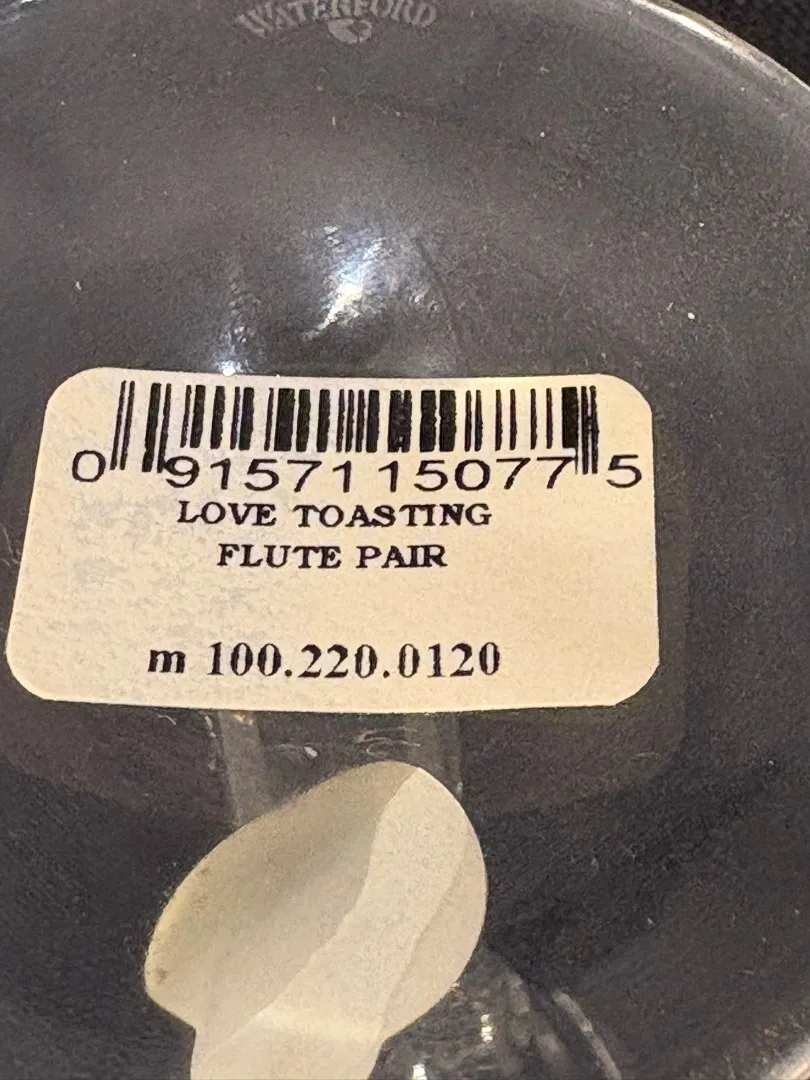 WATERFORD
0 91571 15077 5
LOVE TOASTING
FLUTE PAIR
m 100.220.0120